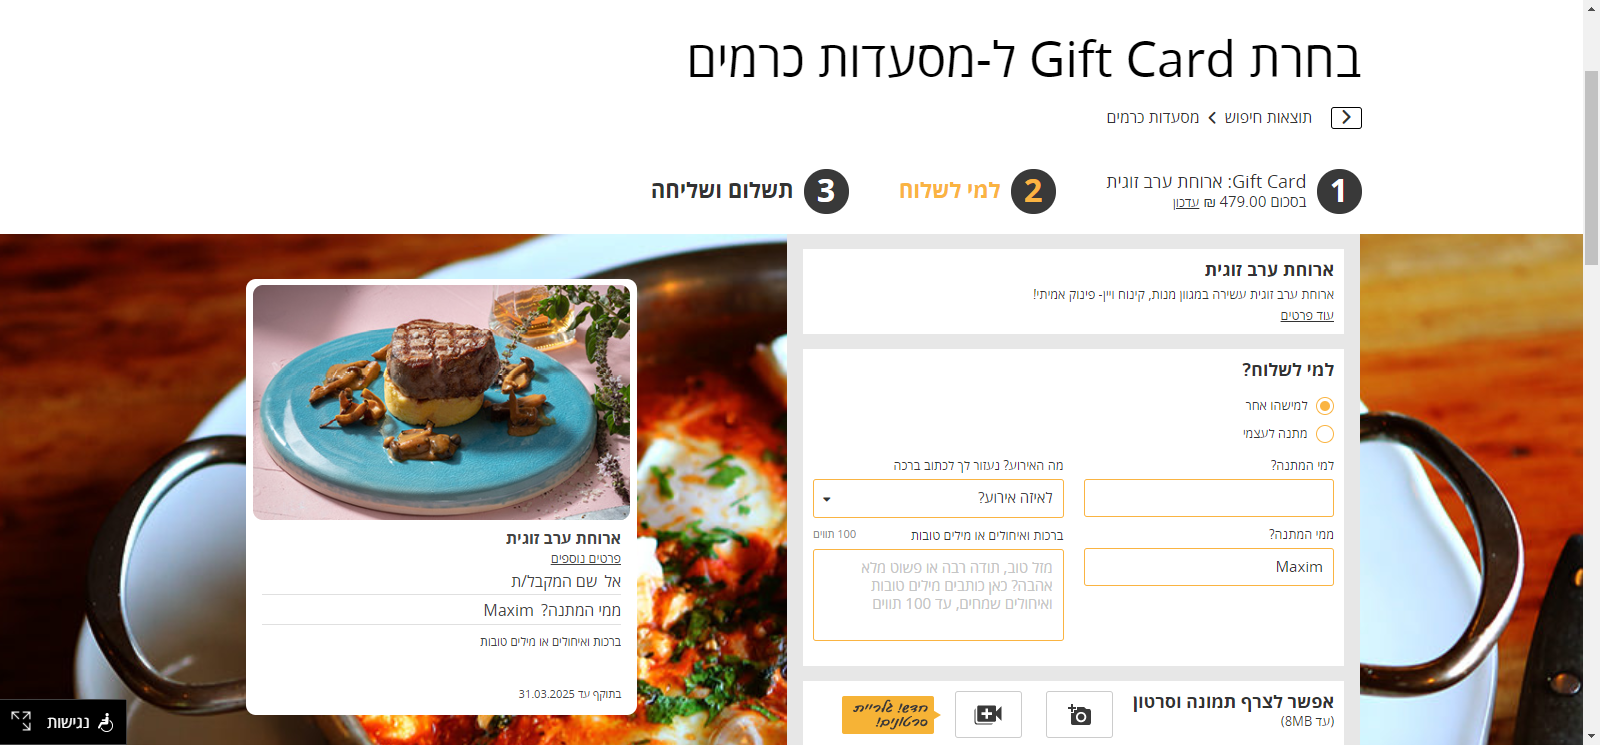 בחרת Gift Card ל-מסעדות כרמים
תוצאות חיפוש
מסעדות כרמים
1
Gift Card: ארוחת ערב זוגית
בסכום 479.00 ₪ עדכון
2
למי לשלוח
3
תשלום ושליחה
ארוחת ערב זוגית
ארוחת ערב זוגית עשירה במגוון מנות, קינוח ויין- פינוק אמיתי!
עוד פרטים
למי לשלוח?
למישהו אחר
מתנה לעצמי
למי המתנה?
מה האירוע? נעזור לך לכתוב ברכה
לאיזה אירוע?
ממי המתנה?
Maxim
ברכות ואיחולים או מילים טובות
100 תווים
מזל טוב, תודה רבה או פשוט מלא
אהבה? כאן כותבים מילים טובות
ואיחולים שמחים, עד 100 תווים
אפשר לצרף תמונה וסרטון
(עד 8MB)
חדש! גלריית
סרטונים!
ארוחת ערב זוגית
פרטים נוספים
אל שם המקבל/ת
ממי המתנה? Maxim
ברכות ואיחולים או מילים טובות
בתוקף עד 31.03.2025
נגישות